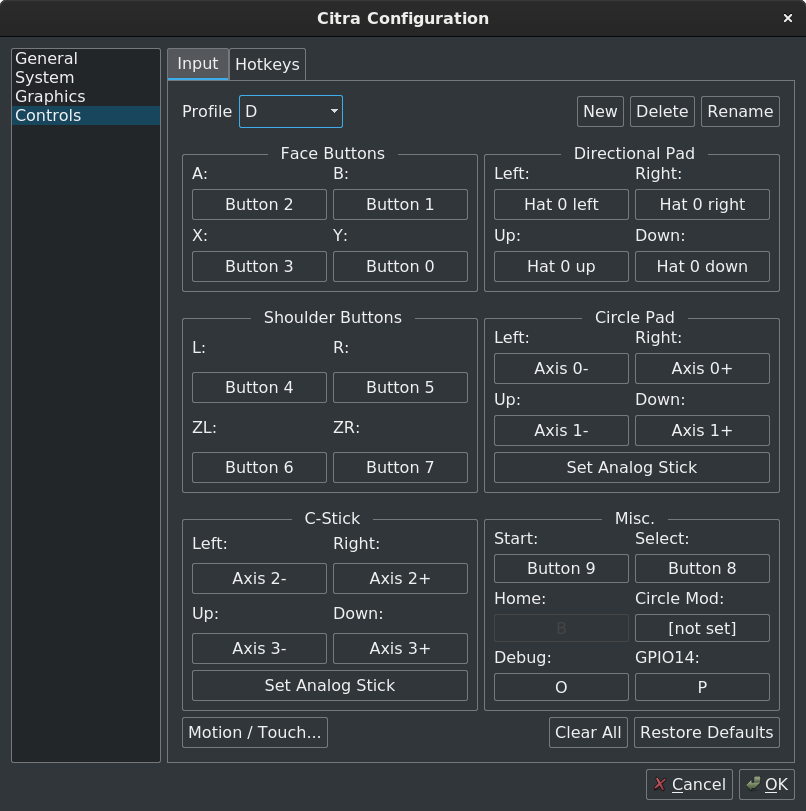 Citra Configuration
General
System
Graphics
Controls
Input Hotkeys
Profile D New Delete Rename
Face Buttons
A: B:
Button 2 Button 1
X: Y:
Button 3 Button 0
Directional Pad
Left: Right:
Hat 0 left Hat 0 right
Up: Down:
Hat 0 up Hat 0 down
Shoulder Buttons
L: R:
Button 4 Button 5
ZL: ZR:
Button 6 Button 7
Circle Pad
Left: Right:
Axis 0- Axis 0+
Up: Down:
Axis 1- Axis 1+
Set Analog Stick
C-Stick
Left: Right:
Axis 2- Axis 2+
Up: Down:
Axis 3- Axis 3+
Set Analog Stick
Misc.
Start: Select:
Button 9 Button 8
Home: Circle Mod:
B [not set]
Debug: GPIO14:
O P
Motion / Touch... Clear All Restore Defaults
Cancel OK